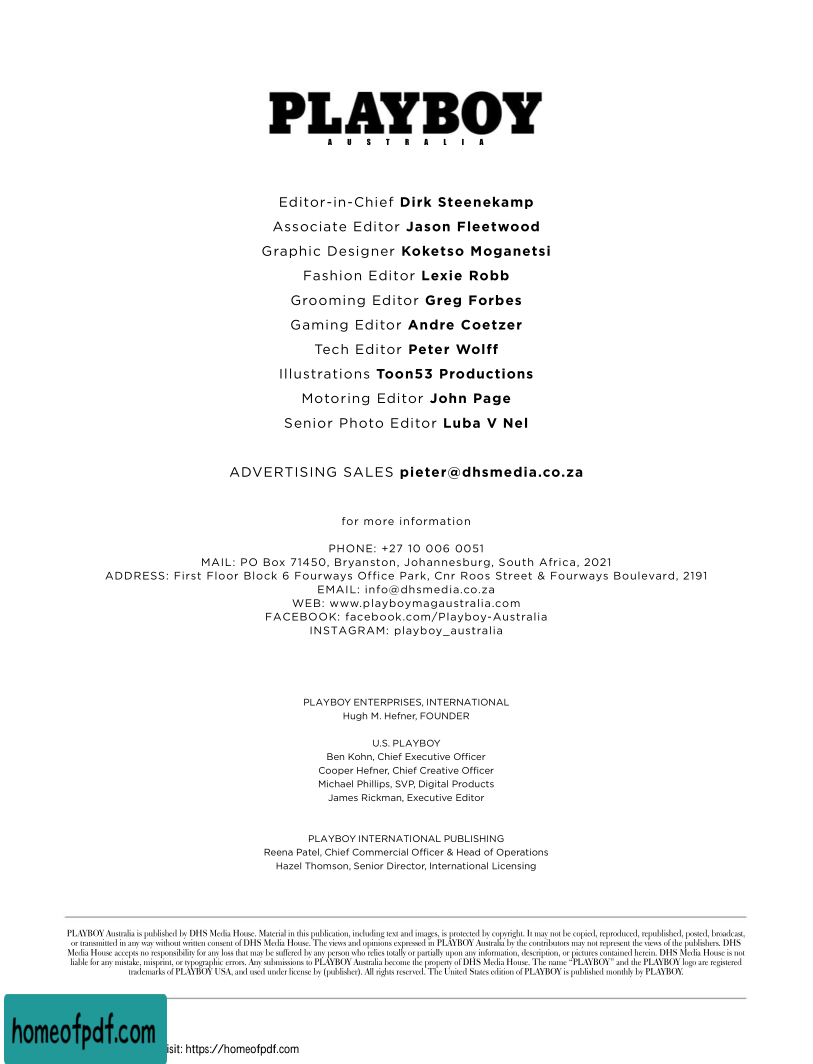 PLAYBOY
AUSTRALIA
Editor-in-Chief Dirk Steenekamp
Associate Editor Jason Fleetwood
Graphic Designer Koketso Moganetsi
Fashion Editor Lexie Robb
Grooming Editor Greg Forbes
Gaming Editor Andre Coetzer
Tech Editor Peter Wolff
Illustrations Toon53 Productions
Motoring Editor John Page
Senior Photo Editor Luba V Nel
ADVERTISING SALES pieter@dhsmedia.co.za
for more information
PHONE: +27 10 006 0051
MAIL: PO Box 71450, Bryanston, Johannesburg, South Africa, 2021
ADDRESS: First Floor Block 6 Fourways Office Park, Cnr Roos Street & Fourways Boulevard, 2191
EMAIL: info@dhsmedia.co.za
WEB: www.playboymagaustralia.com
FACEBOOK: facebook.com/Playboy-Australia
INSTAGRAM: playboy_australia
PLAYBOY ENTERPRISES, INTERNATIONAL
Hugh M. Hefner, FOUNDER
U.S. PLAYBOY
Ben Kohn, Chief Executive Officer
Cooper Hefner, Chief Creative Officer
Michael Phillips, SVP, Digital Products
James Rickman, Executive Editor
PLAYBOY INTERNATIONAL PUBLISHING
Reena Patel, Chief Commercial Officer & Head of Operations
Hazel Thomson, Senior Director, International Licensing
PLAYBOY Australia is published by DHS Media House. Material in this publication, including text and images, is protected by copyright. It may not be copied, reproduced, republished, posted, broadcast,
or transmitted in any way without written consent of DHS Media House. The views and opinions expressed in PLAYBOY Australia by the contributors may not represent the views of the publishers. DHS
Media House accepts no responsibility for any loss that may be suffered by any person who relies totally or partially upon any information, description, or pictures contained herein. DHS Media House is not
liable for any mistake, misprint, or typographic errors. Any submissions to PLAYBOY Australia become the property of DHS Media House. The name “PLAYBOY” and the PLAYBOY logo are registered
trademarks of PLAYBOY USA, and used under license by (publisher). All rights reserved. The United States edition of PLAYBOY is published monthly by PLAYBOY.
homeofpdf.com
isit: https://homeofpdf.com